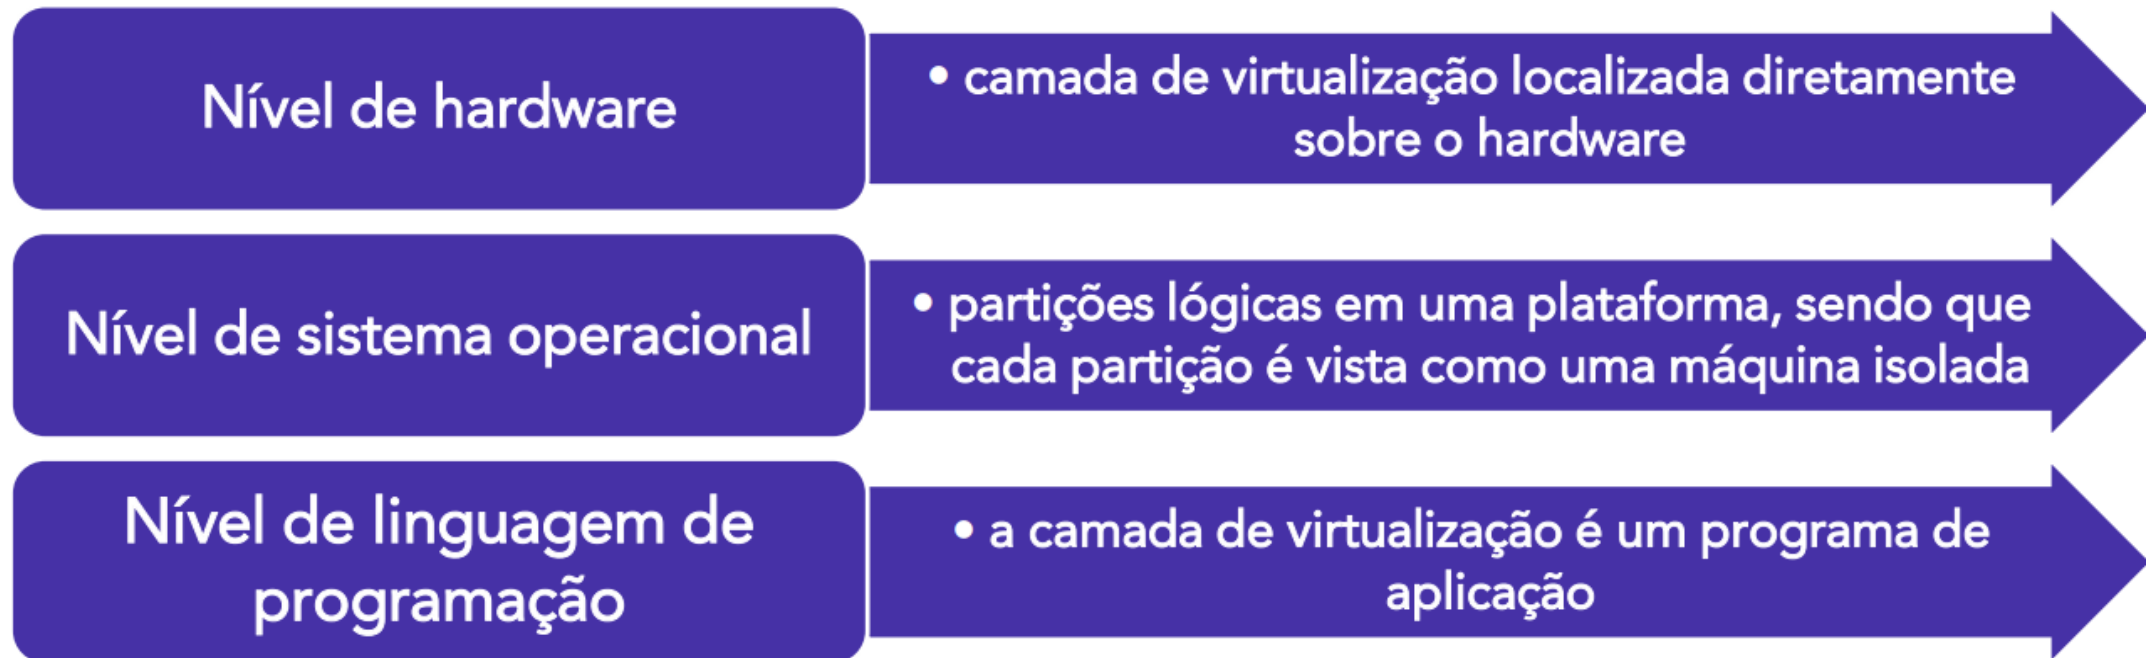 Nível de hardware
• camada de virtualização localizada diretamente
sobre o hardware
Nível de sistema operacional
• partições lógicas em uma plataforma, sendo que
cada partição é vista como uma máquina isolada
Nível de linguagem de
programação
• a camada de virtualização é um programa de
aplicação